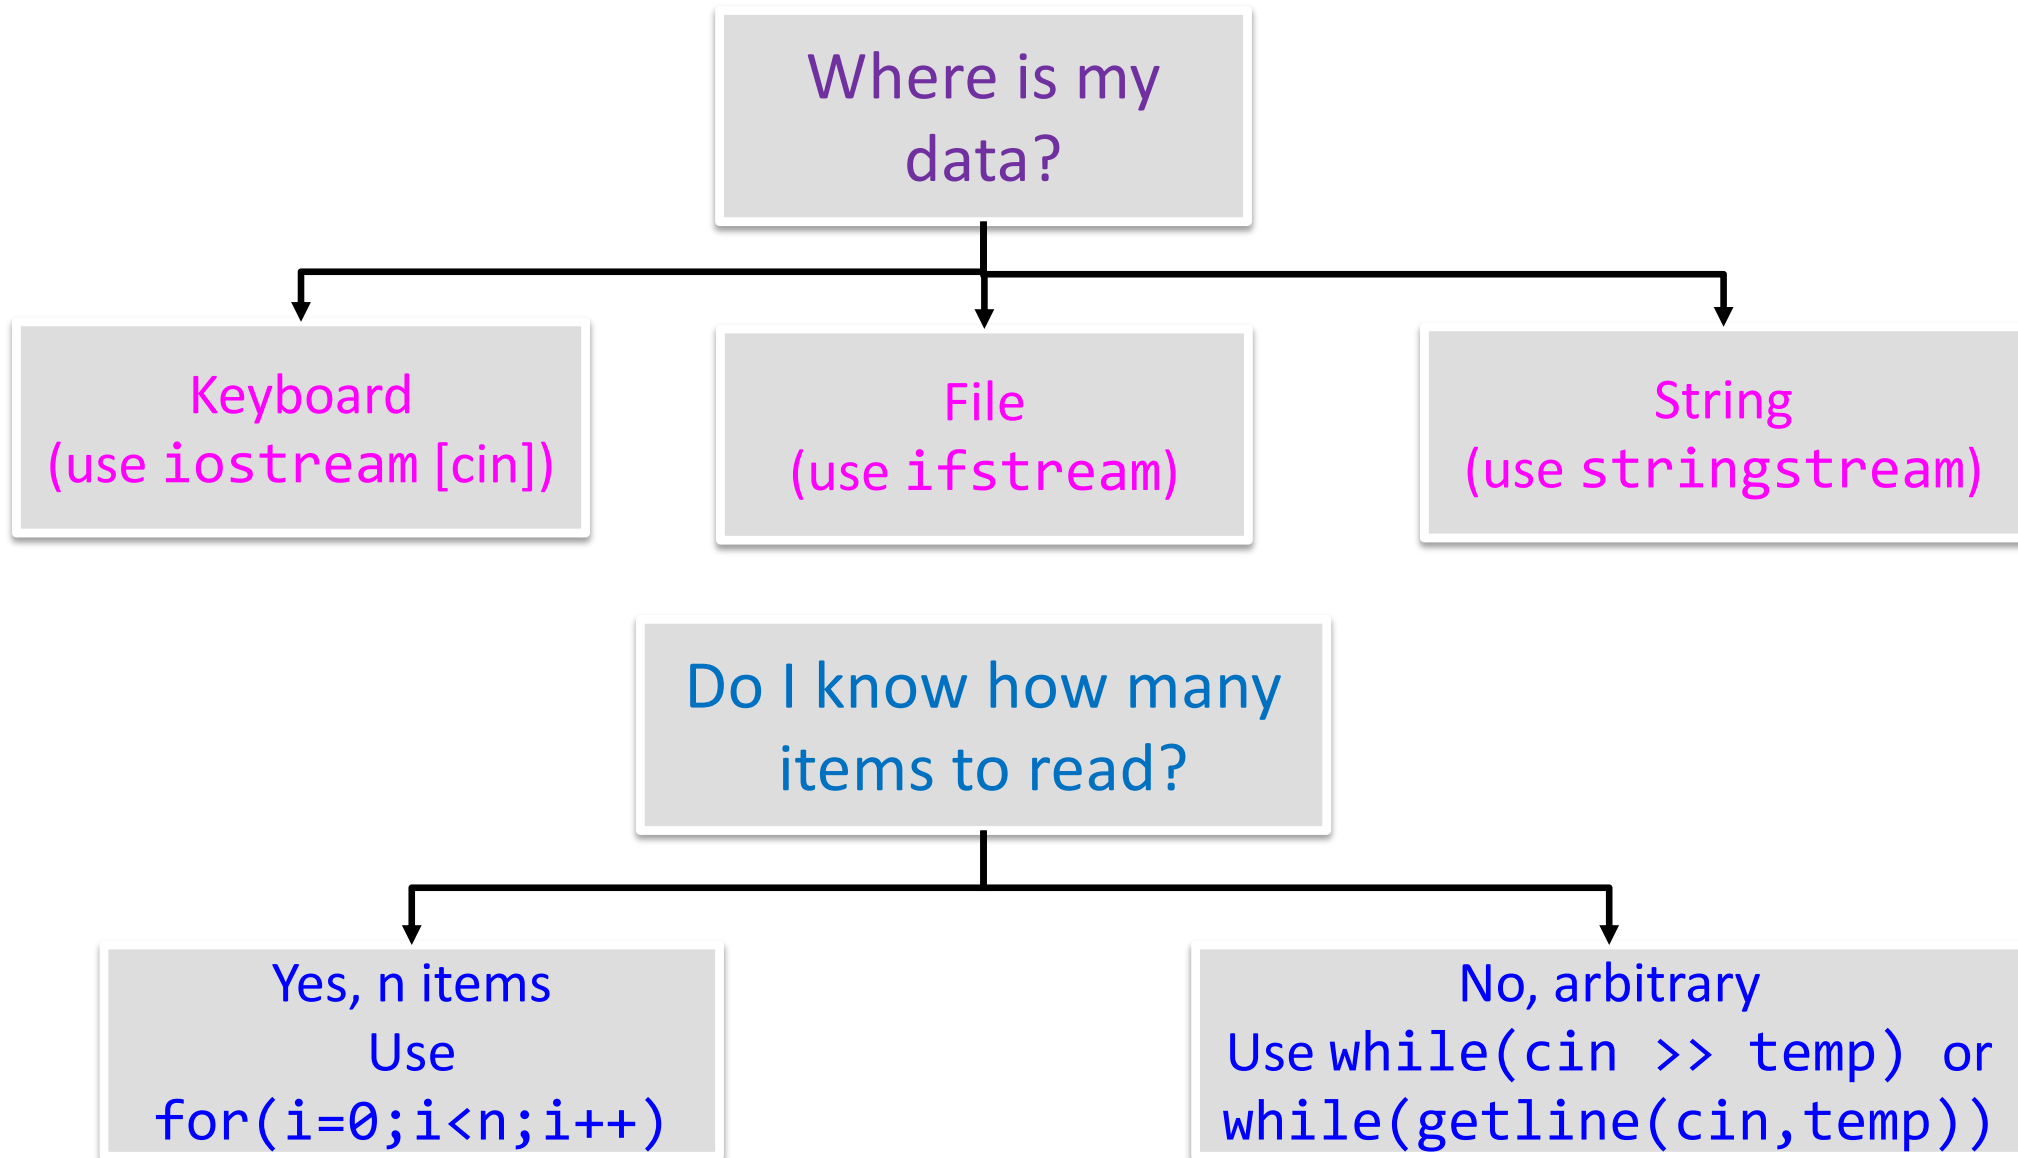 Where is my
data?
Keyboard
(use iostream [cin])
File
(use ifstream)
String
(use stringstream)
Do I know how many
items to read?
Yes, n items
Use
for(i=0;i<n;i++)
No, arbitrary
Use while(cin >> temp) or
while(getline(cin,temp))